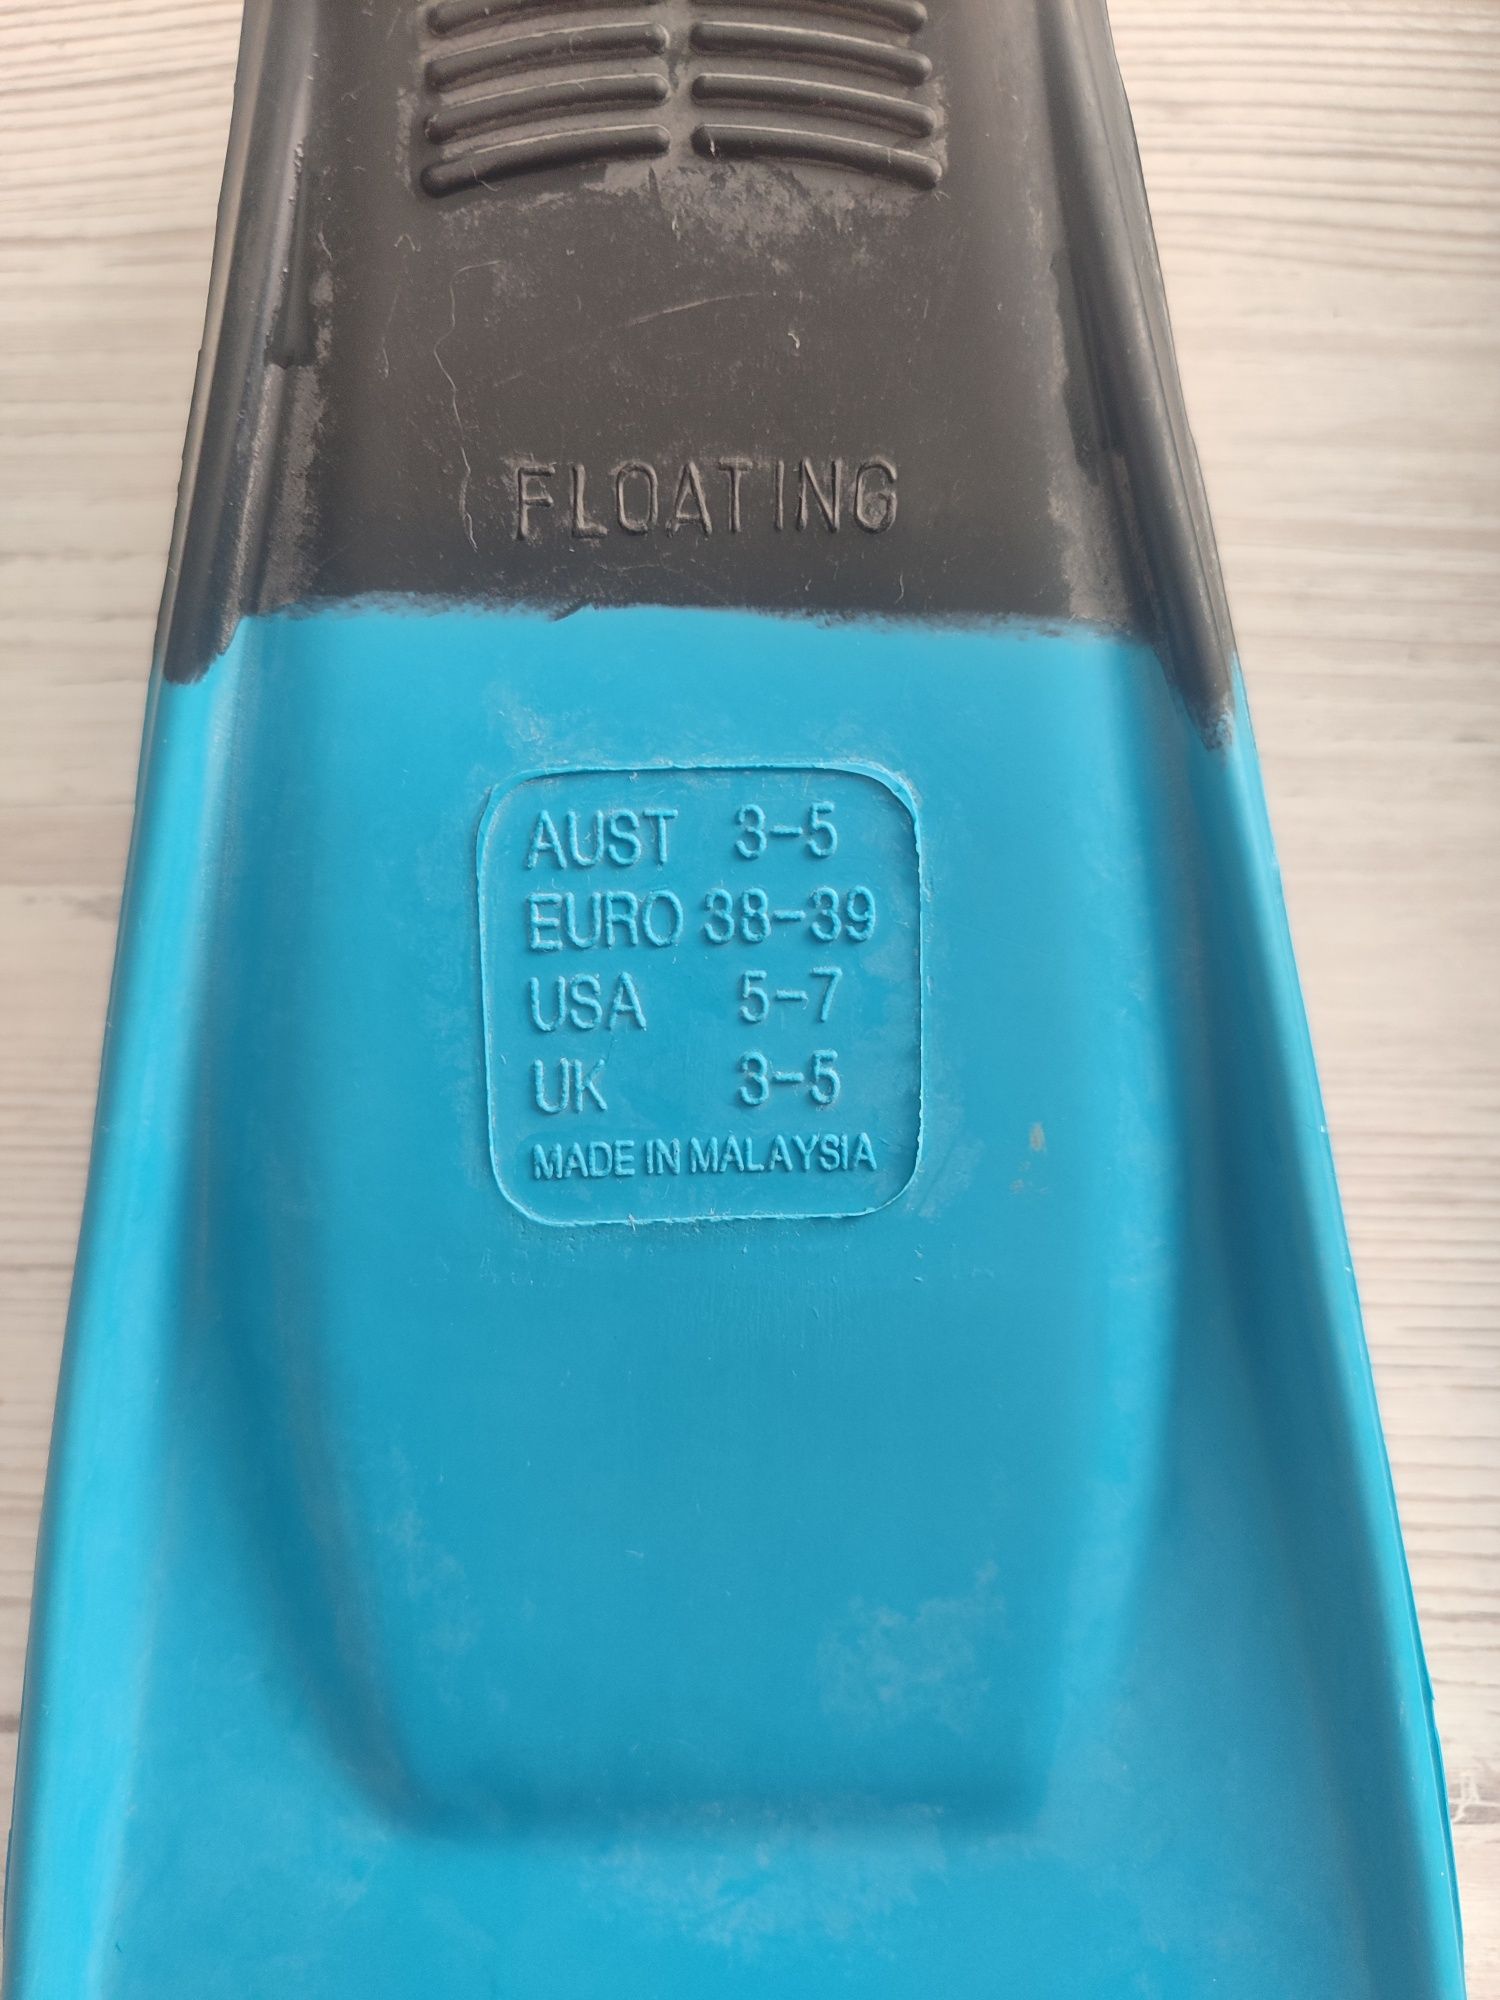 FLOATING
AUST 3-5
EURO 38-39
USA 5-7
UK 3-5
MADE IN MALAYSIA